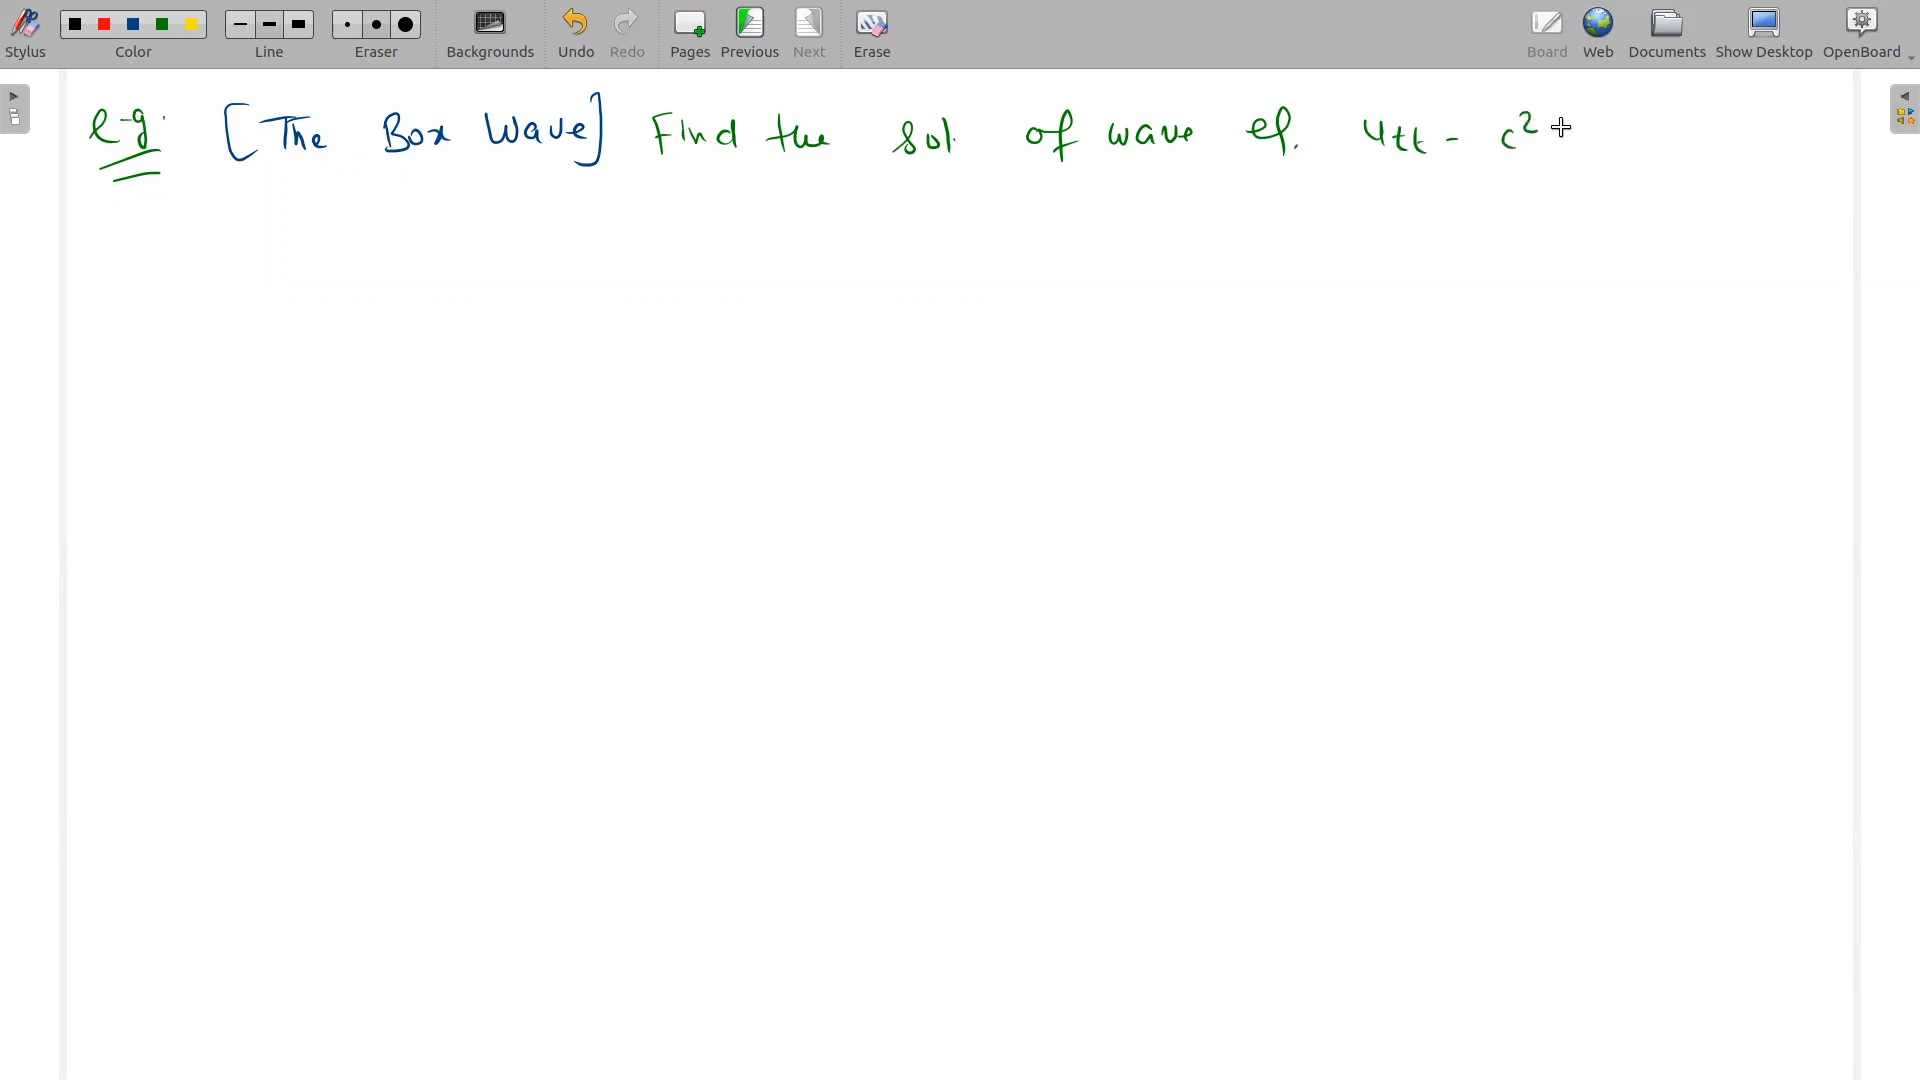 Stylus Color Line Eraser Backgrounds Undo Redo Pages Previous Next Erase Board Web Documents Show Desktop OpenBoard
e-g. [The Box Wave] Find the sol. of wave eq. utt - c²